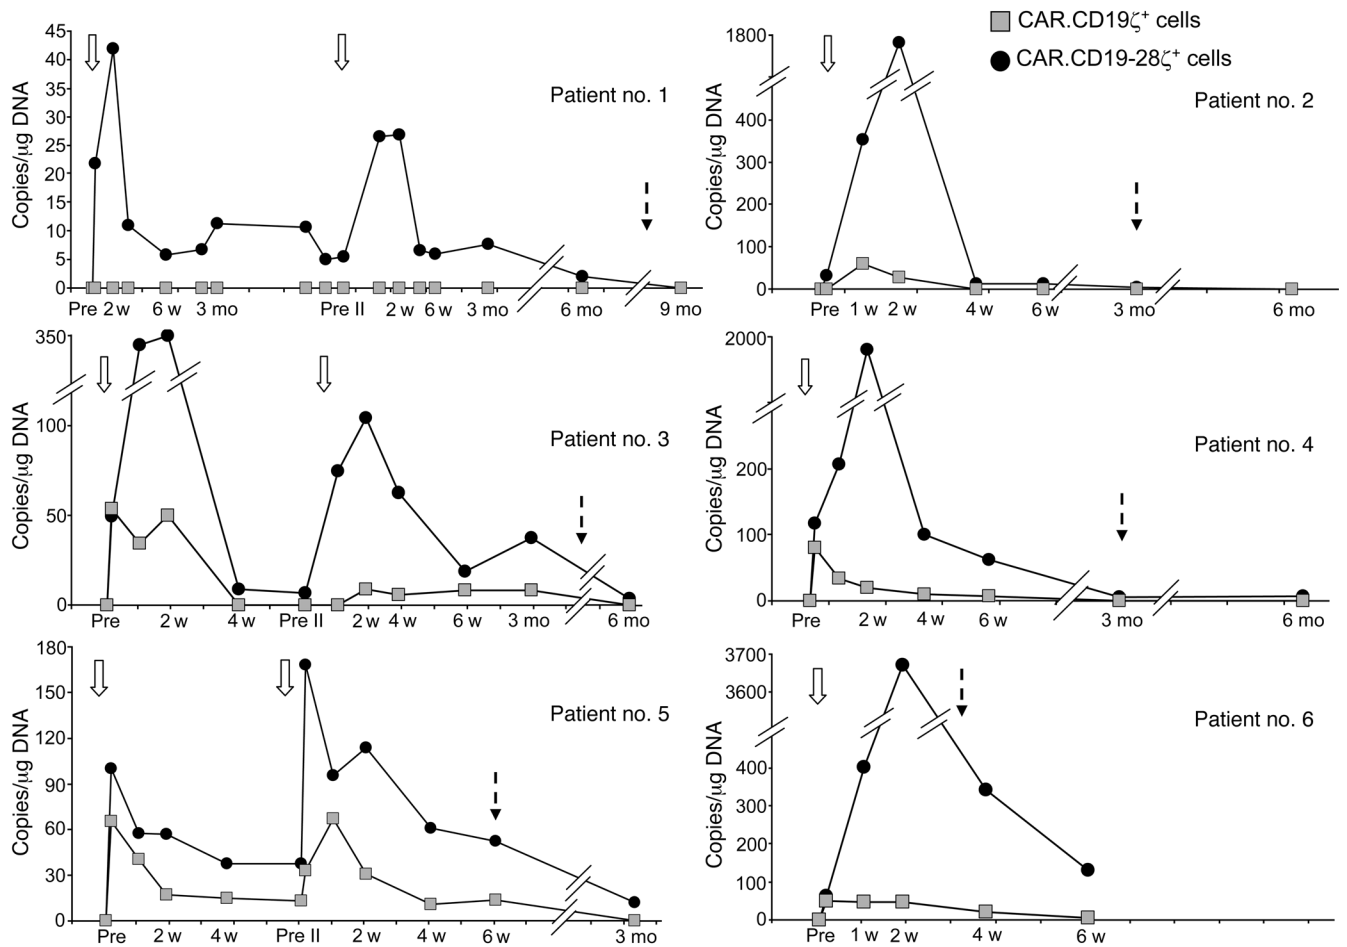 CAR.CD19ζ+ cells
CAR.CD19-28ζ+ cells
Patient no. 1
Copies/μg DNA
45
40
35
30
25
20
15
10
5
0
Pre 2 w 6 w 3 mo Pre II 2 w 6 w 3 mo 6 mo 9 mo
Patient no. 2
Copies/μg DNA
1800
400
300
200
100
0
Pre 1 w 2 w 4 w 6 w 3 mo 6 mo
Patient no. 3
Copies/μg DNA
350
100
50
0
Pre 2 w 4 w Pre II 2 w 4 w 6 w 3 mo 6 mo
Patient no. 4
Copies/μg DNA
2000
200
100
0
Pre 2 w 4 w 6 w 3 mo 6 mo
Patient no. 5
Copies/μg DNA
180
150
120
90
60
30
0
Pre 2 w 4 w Pre II 2 w 4 w 6 w 3 mo
Patient no. 6
Copies/μg DNA
3700
3600
400
300
200
100
0
Pre 1 w 2 w 4 w 6 w